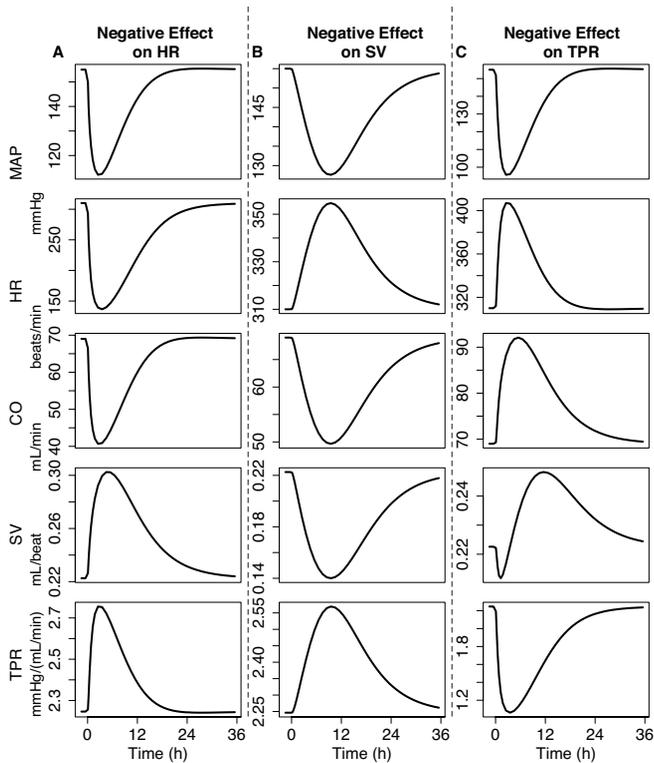 A
Negative Effect
on HR
B
Negative Effect
on SV
C
Negative Effect
on TPR
MAP
mmHg
120 140
130 145
100 130
HR
beats/min
150 250
310 330 350
320 360 400
CO
mL/min
40 50 60 70
50 60
70 80 90
SV
mL/beat
0.22 0.26 0.30
0.14 0.18 0.22
0.22 0.24
TPR
mmHg/(mL/min)
2.3 2.5 2.7
2.25 2.40 2.55
1.2 1.8
0 12 24 36
0 12 24 36
0 12 24 36
Time (h)
Time (h)
Time (h)